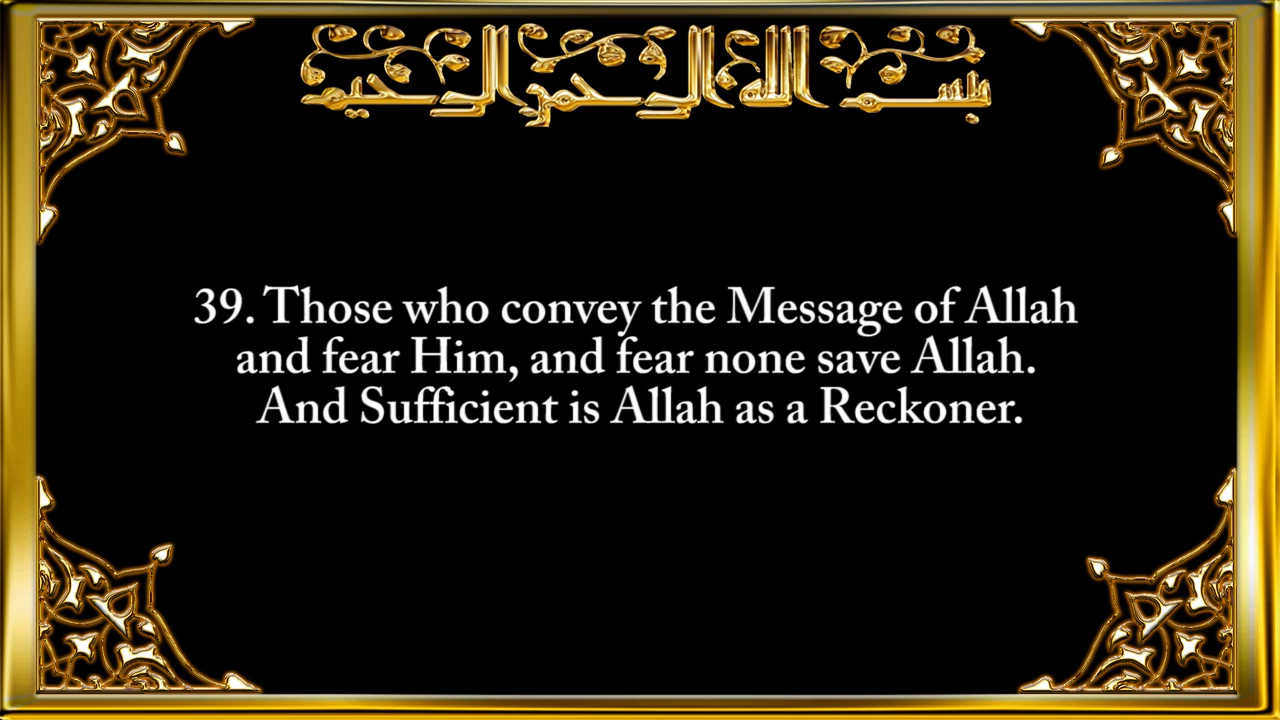 بسم الله الرحمن الرحيم
39. Those who convey the Message of Allah
and fear Him, and fear none save Allah.
And Sufficient is Allah as a Reckoner.